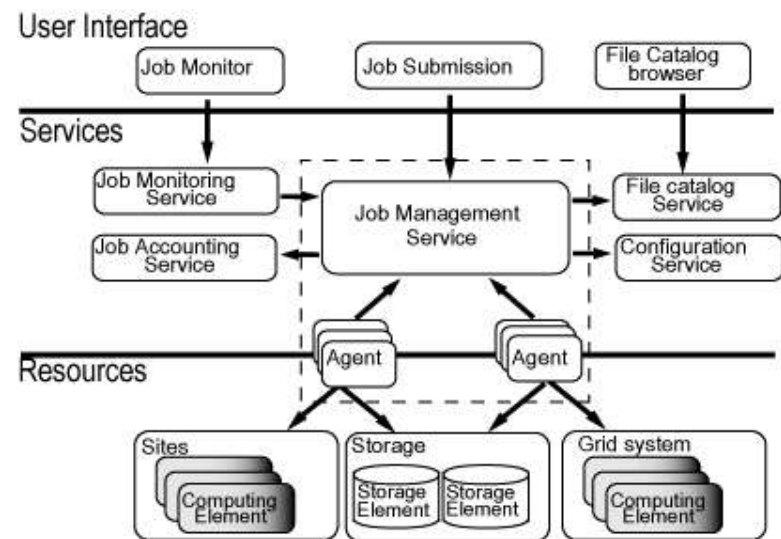 User Interface
Job Monitor
Job Submission
File Catalog
browser
Services
Job Monitoring
Service
Job Management
Service
File catalog
Service
Job Accounting
Service
Configuration
Service
Agent
Agent
Resources
Sites
Computing
Element
Storage
Storage
Element
Storage
Element
Grid system
Computing
Element